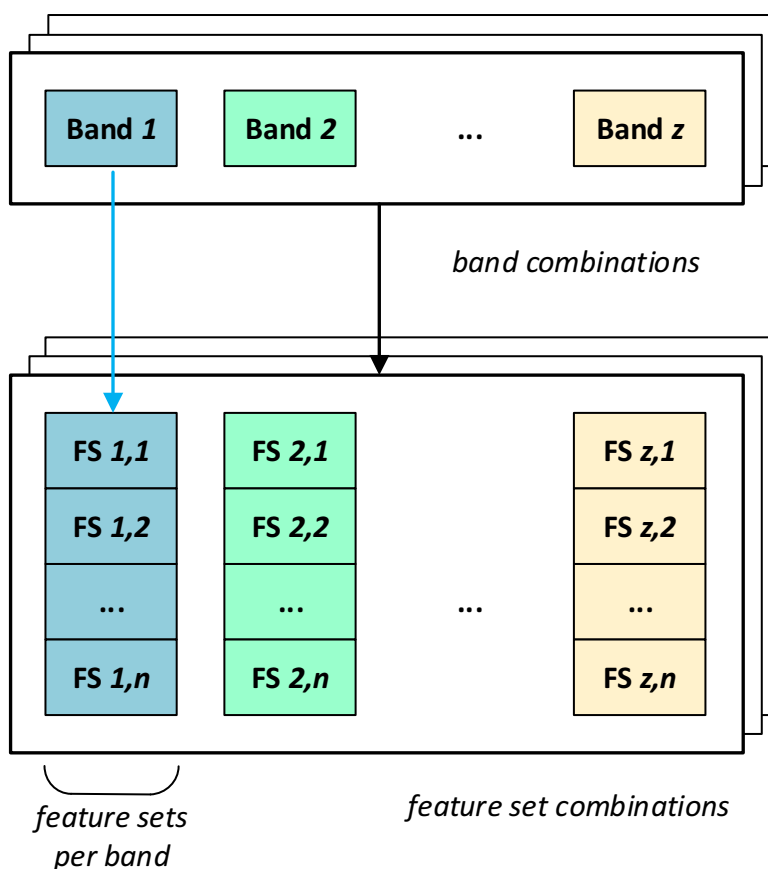 Band 1 Band 2 ... Band z
band combinations
FS 1,1 FS 2,1 FS z,1
FS 1,2 FS 2,2 FS z,2
... ... ... ...
FS 1,n FS 2,n FS z,n
feature sets
per band
feature set combinations